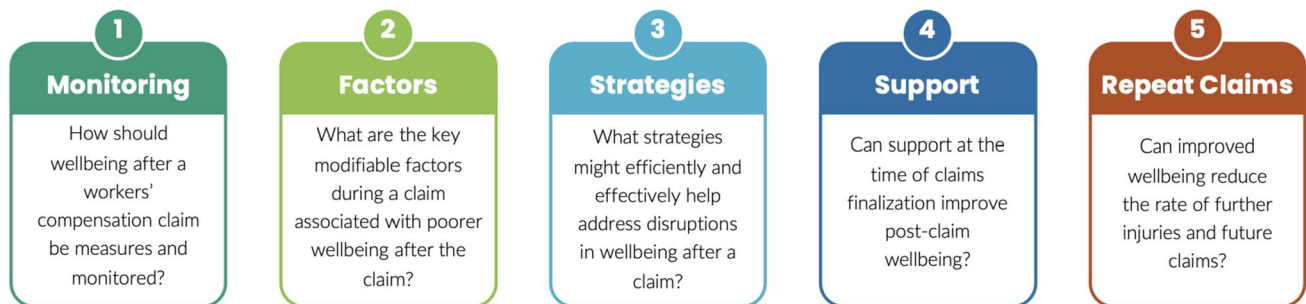 1
Monitoring
How should
wellbeing after a
workers'
compensation claim
be measures and
monitored?
2
Factors
What are the key
modifiable factors
during a claim
associated with poorer
wellbeing after the
claim?
3
Strategies
What strategies
might efficiently and
effectively help
address disruptions
in wellbeing after a
claim?
4
Support
Can support at the
time of claims
finalization improve
post-claim
wellbeing?
5
Repeat Claims
Can improved
wellbeing reduce
the rate of further
injuries and future
claims?